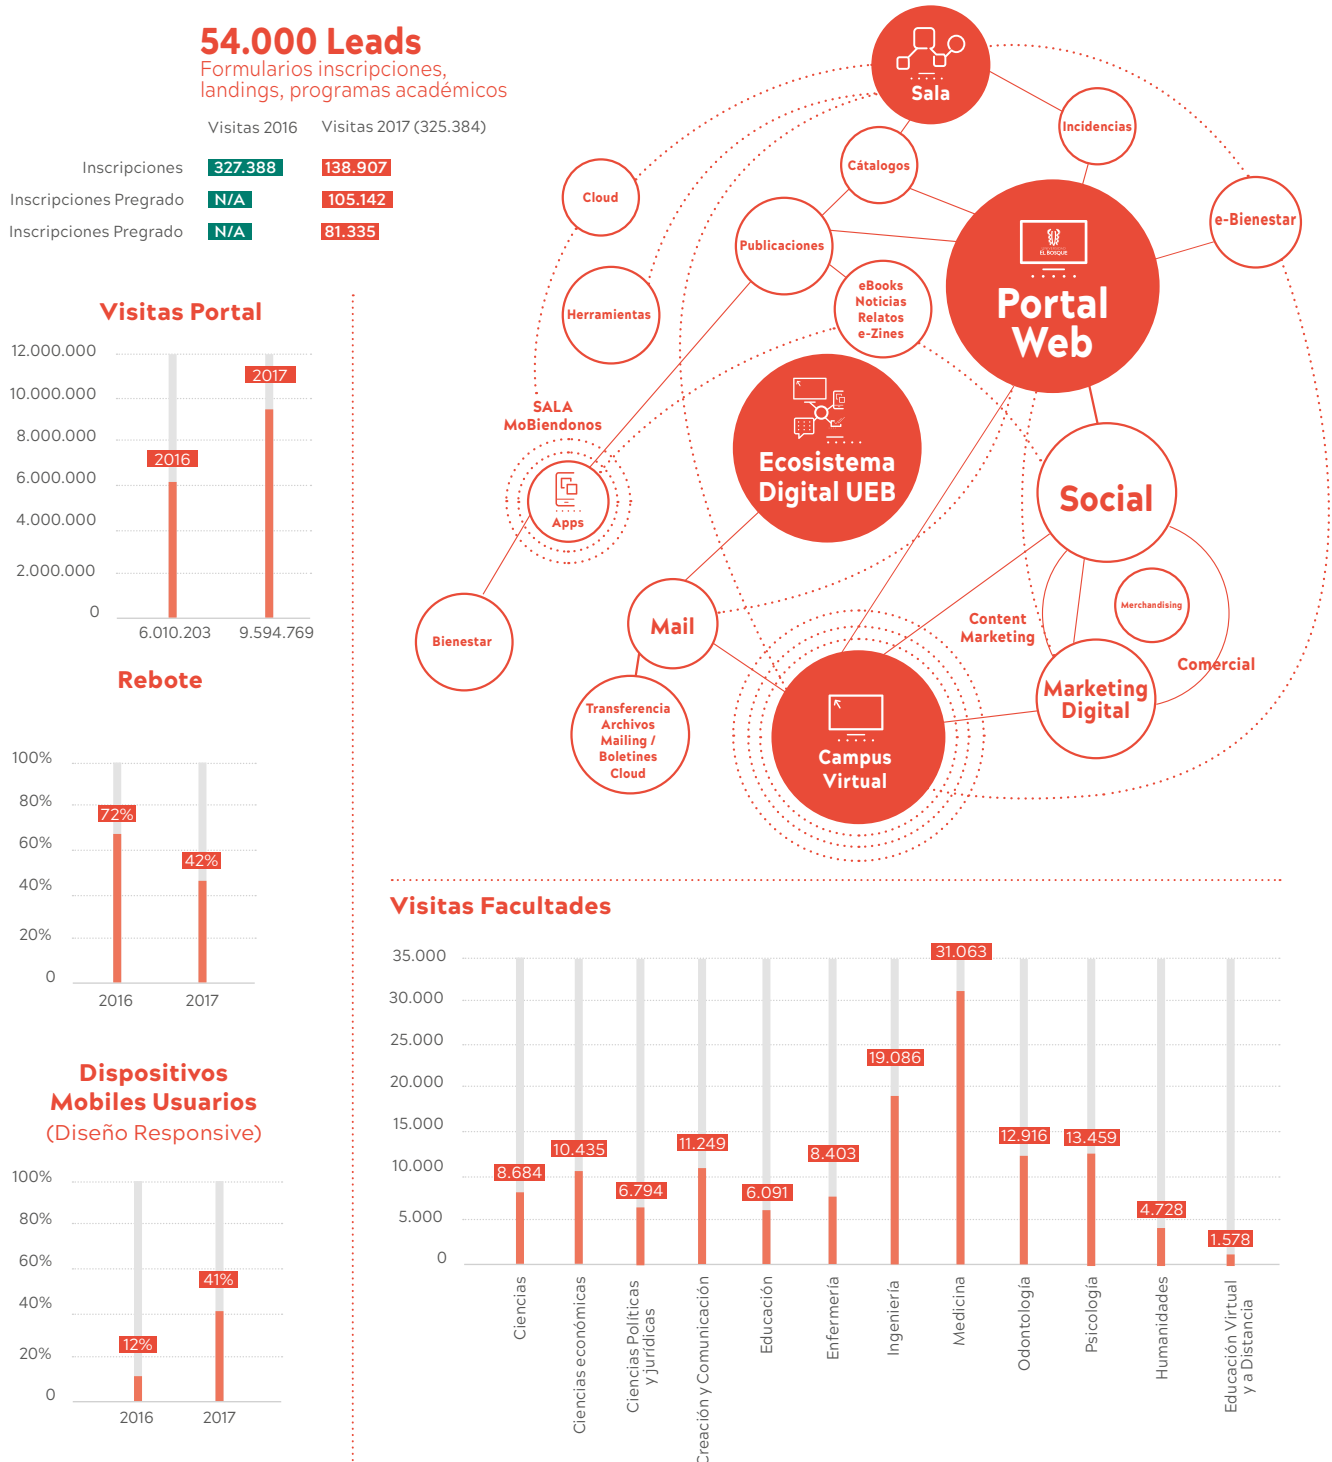 54.000 Leads
Formularios inscripciones,
landings, programas académicos
Visitas 2016 Visitas 2017 (325.384)
Inscripciones 327.388 138.907
Inscripciones Pregrado N/A 105.142
Inscripciones Pregrado N/A 81.335
Visitas Portal
12.000.000
10.000.000
8.000.000
6.000.000
4.000.000
2.000.000
0
2016
2017
6.010.203 9.594.769
Rebote
100%
80%
60%
40%
20%
0
72%
42%
2016 2017
Dispositivos
Mobiles Usuarios
(Diseño Responsive)
100%
80%
60%
40%
20%
0
12%
41%
2016 2017
Sala
Incidencias
Cátalogos
Cloud
e-Bienestar
Publicaciones
EL BOSQUE
Portal
Web
eBooks
Noticias
Relatos
e-Zines
Herramientas
SALA
MoBiendonos
Apps
Ecosistema
Digital UEB
Social
Bienestar
Mail
Merchandising
Content
Marketing
Comercial
Transferencia
Archivos
Mailing /
Boletines
Cloud
Marketing
Digital
Campus
Virtual
Visitas Facultades
35.000
30.000
25.000
20.000
15.000
10.000
5.000
0
8.684
10.435
6.794
11.249
6.091
8.403
19.086
31.063
12.916
13.459
4.728
1.578
Ciencias
Ciencias económicas
Ciencias Políticas
y jurídicas
Creación y Comunicación
Educación
Enfermería
Ingeniería
Medicina
Odontología
Psicología
Humanidades
Educación Virtual
y a Distancia